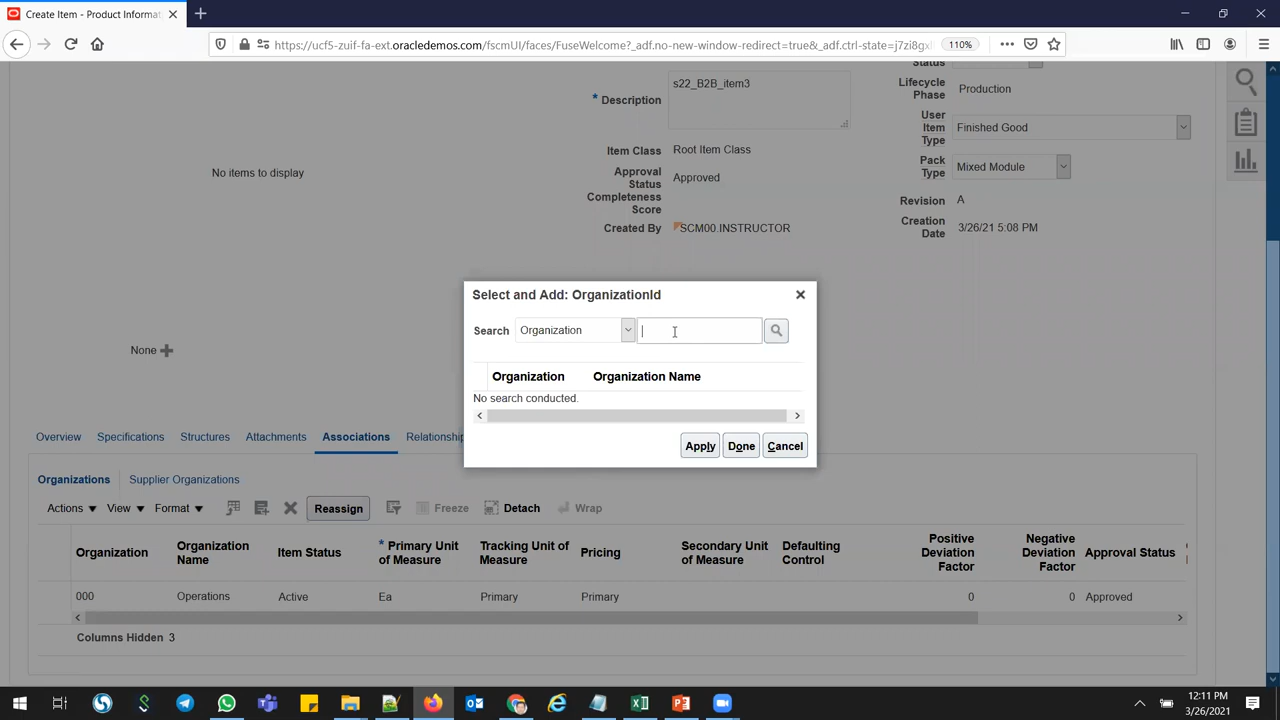 Create Item - Product Informat
https://ucf5-zuif-fa-ext.oracledemos.com/fscmUI/faces/FuseWelcome?_adf.no-new-window-redirect=true&_adf.ctrl-state=j7zi8gxl
110%
Status
* Description
s22_B2B_item3
Lifecycle
Phase
Production
No items to display
User
Item
Type
Finished Good
Item Class
Root Item Class
Approval
Status
Approved
Pack
Type
Mixed Module
Completeness
Score
Revision
A
Created By
SCM00.INSTRUCTOR
Creation
Date
3/26/21 5:08 PM
Select and Add: OrganizationId
Search
Organization
Organization
Organization Name
No search conducted.
Apply
Done
Cancel
None
Overview
Specifications
Structures
Attachments
Associations
Relationship
Organizations
Supplier Organizations
Actions
View
Format
Reassign
Freeze
Detach
Wrap
Organization
Organization
Name
Item Status
* Primary Unit
of Measure
Tracking Unit of
Measure
Pricing
Secondary Unit
of Measure
Defaulting
Control
Positive
Deviation
Factor
Negative
Deviation
Factor
Approval Status
000
Operations
Active
Ea
Primary
Primary
0
0
Approved
Columns Hidden 3
12:11 PM
3/26/2021